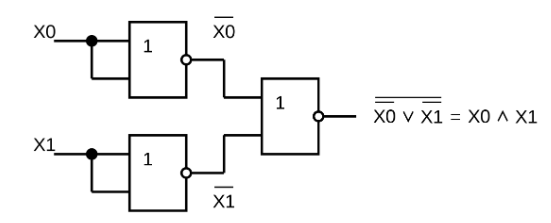 X0
1
X̅0̅
1
X̅0̅ ∨ X̅1̅ = X0 ∧ X1
X1
1
X̅1̅